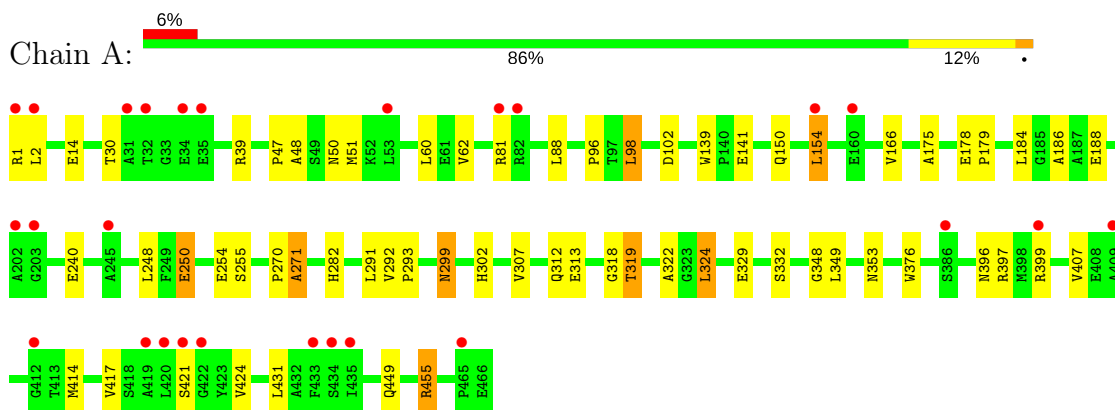 6%
Chain A:
86% 12% •
R1 L2 E14 T30 A31 T32 G33 E34 E35 R39 P47 A48 S49 N50 M51 K52 L53 L60 E61 V62 R81 R82 L88 P96 T97 L98 D102 W139 P140 E141 Q150 L154 E160 V166 A175 E178 P179 L184 G185 A186 A187 E188
A202 G203 E240 A245 L248 F249 E250 E254 S255 P270 A271 H282 L291 V292 P293 N299 H302 V307 Q312 E313 G318 T319 A322 G323 L324 E329 S332 G348 L349 N353 W376 S386 N396 R397 M398 R399 V407 E408 A409
G412 T413 M414 V417 S418 A419 L420 S421 G422 Y423 V424 L431 A432 F433 S434 I435 Q449 R455 P465 E466